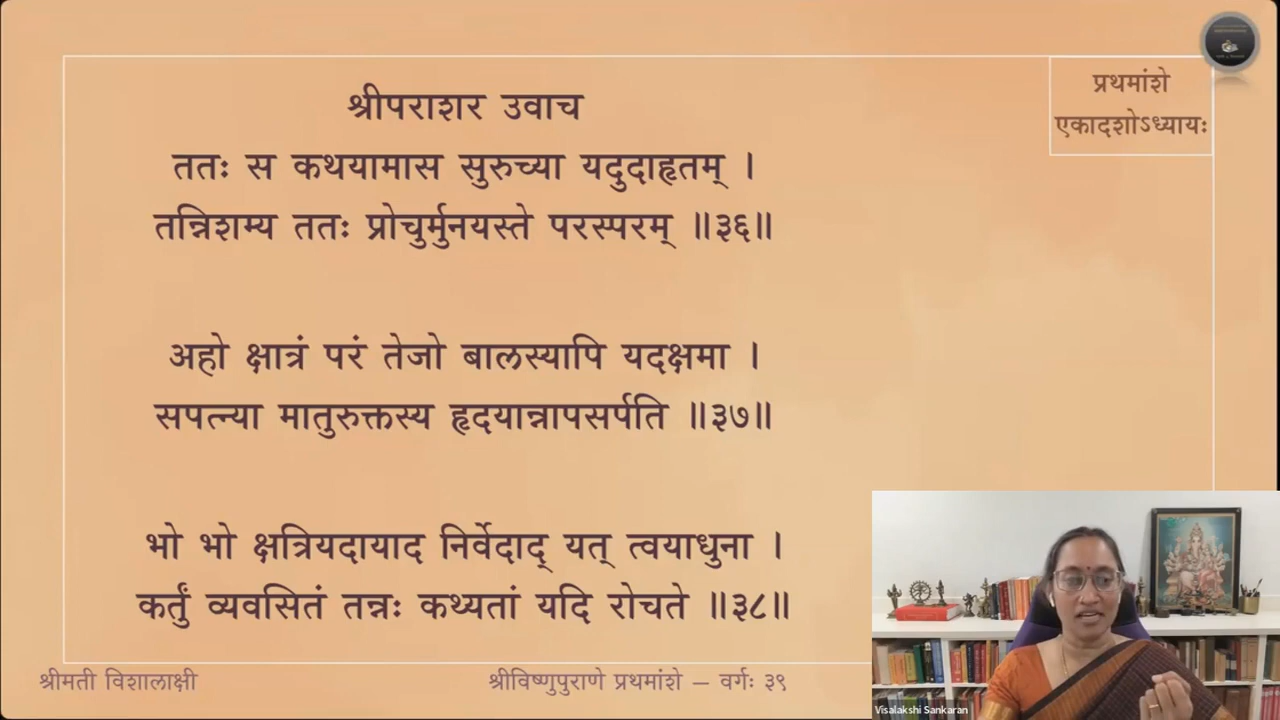 प्रथमांशे
एकादशोऽध्यायः
श्रीपराशर उवाच
ततः स कथयामास सुरुच्या यदुदाहृतम् ।
तन्निशम्य ततः प्रोचुर्मुनयस्ते परस्परम् ॥३६॥
अहो क्षात्रं परं तेजो बालस्यापि यदक्षमा ।
सपत्न्या मातुरुक्तस्य हृदयान्नापसर्पति ॥३७॥
भो भो क्षत्रियदायाद निर्वेदाद् यत् त्वयाधुना ।
कर्तुं व्यवसितं तन्नः कथ्यतां यदि रोचते ॥३८॥
श्रीमती विशालाक्षी
श्रीविष्णुपुराणे प्रथमांशे – वर्गः ३९
Visalakshi Sankaran